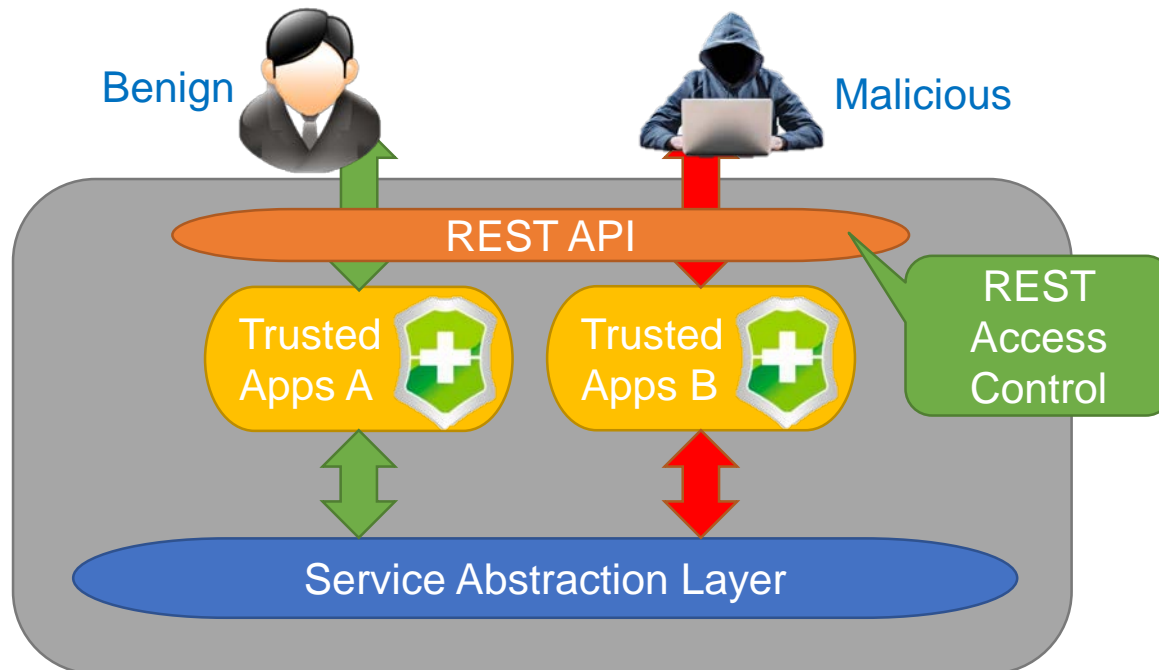 Benign
Malicious
REST API
REST
Access
Control
Trusted
Apps A
Trusted
Apps B
Service Abstraction Layer